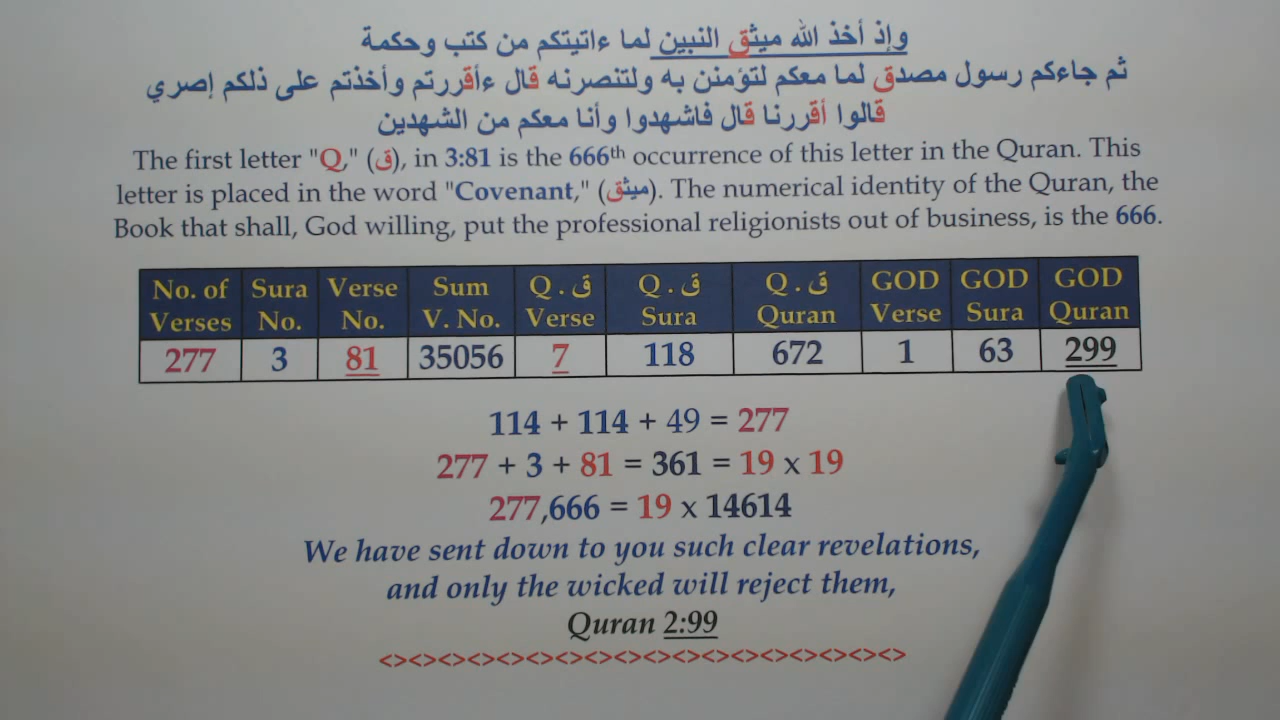 وإذ أخذ الله ميثق النبين لما ءاتيتكم من كتب وحكمة
ثم جاءكم رسول مصدق لما معكم لتؤمنن به ولتنصرنه قال ءأقررتم وأخذتم على ذلكم إصري
قالوا أقررنا قال فاشهدوا وأنا معكم من الشهدين
The first letter "Q," (ق), in 3:81 is the 666th occurrence of this letter in the Quran. This
letter is placed in the word "Covenant," (ميثق). The numerical identity of the Quran, the
Book that shall, God willing, put the professional religionists out of business, is the 666.
No. of Verses Sura No. Verse No. Sum V. No. Q . ق Verse Q . ق Sura Q . ق Quran GOD Verse GOD Sura GOD Quran
277 3 81 35056 7 118 672 1 63 299
114 + 114 + 49 = 277
277 + 3 + 81 = 361 = 19 x 19
277,666 = 19 x 14614
We have sent down to you such clear revelations,
and only the wicked will reject them,
Quran 2:99
<><><><><><><><><><><><><><><><><><>